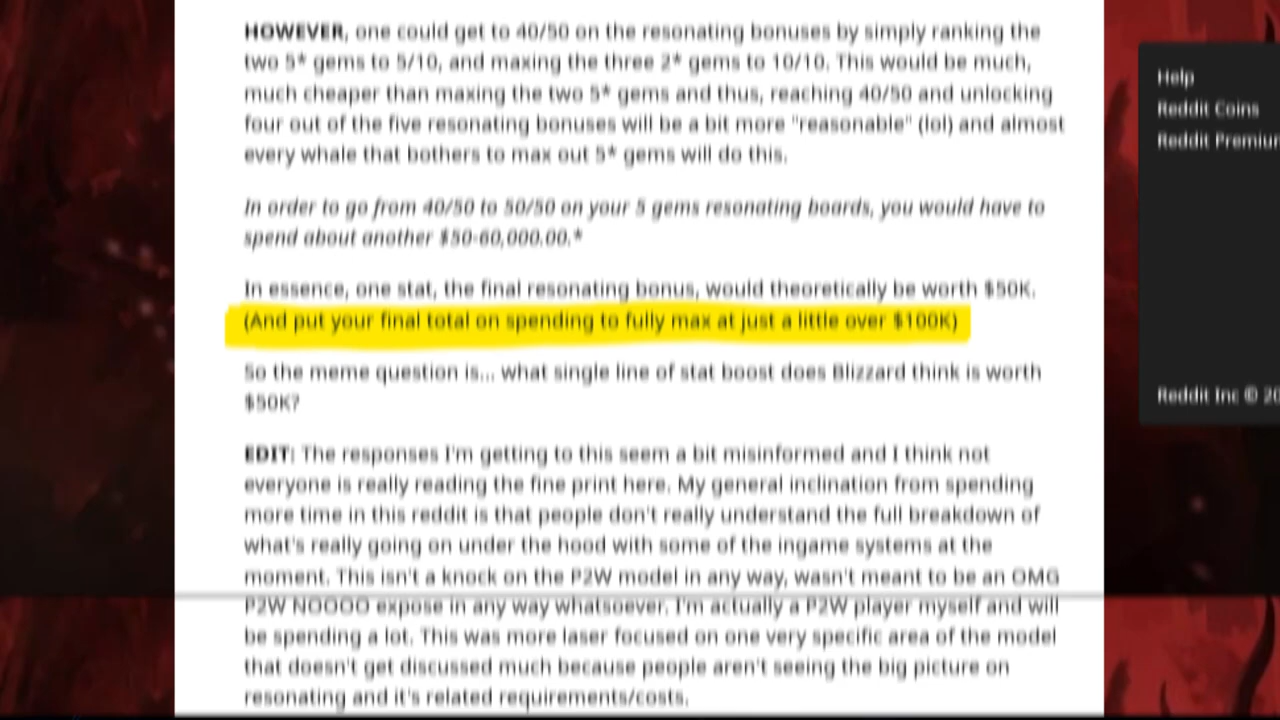 HOWEVER, one could get to 40/50 on the resonating bonuses by simply ranking the
two 5* gems to 5/10, and maxing the three 2* gems to 10/10. This would be much,
much cheaper than maxing the two 5* gems and thus, reaching 40/50 and unlocking
four out of the five resonating bonuses will be a bit more "reasonable" (lol) and almost
every whale that bothers to max out 5* gems will do this.
In order to go from 40/50 to 50/50 on your 5 gems resonating boards, you would have to
spend about another $50-60,000.00.*
In essence, one stat, the final resonating bonus, would theoretically be worth $50K.
(And put your final total on spending to fully max at just a little over $100K)
So the meme question is... what single line of stat boost does Blizzard think is worth
$50K?
EDIT: The responses I'm getting to this seem a bit misinformed and I think not
everyone is really reading the fine print here. My general inclination from spending
more time in this reddit is that people don't really understand the full breakdown of
what's really going on under the hood with some of the ingame systems at the
moment. This isn't a knock on the P2W model in any way, wasn't meant to be an OMG
P2W NOOOO expose in any way whatsoever. I'm actually a P2W player myself and will
be spending a lot. This was more laser focused on one very specific area of the model
that doesn't get discussed much because people aren't seeing the big picture on
resonating and it's related requirements/costs.
Help
Reddit Coins
Reddit Premiu
Reddit Inc © 20